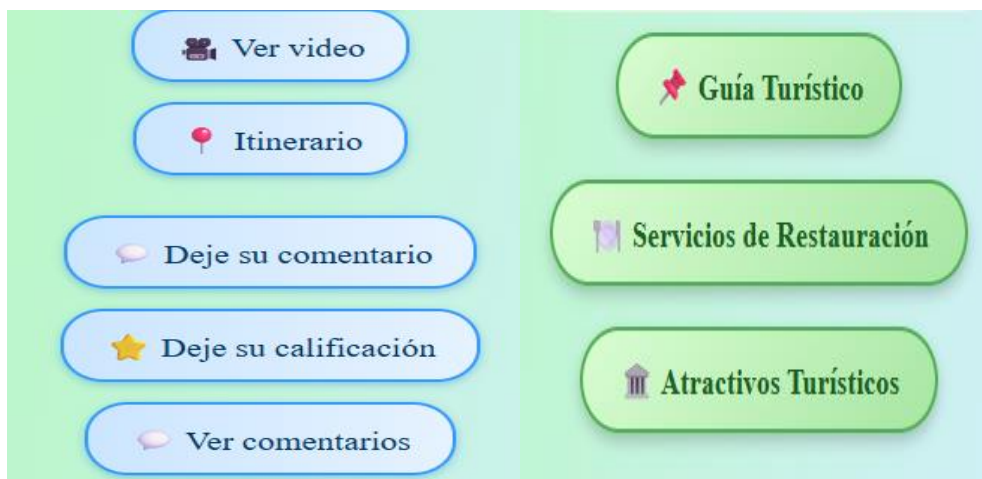 Ver video
Itinerario
Deje su comentario
Deje su calificación
Ver comentarios
Guía Turístico
Servicios de Restauración
Atractivos Turísticos